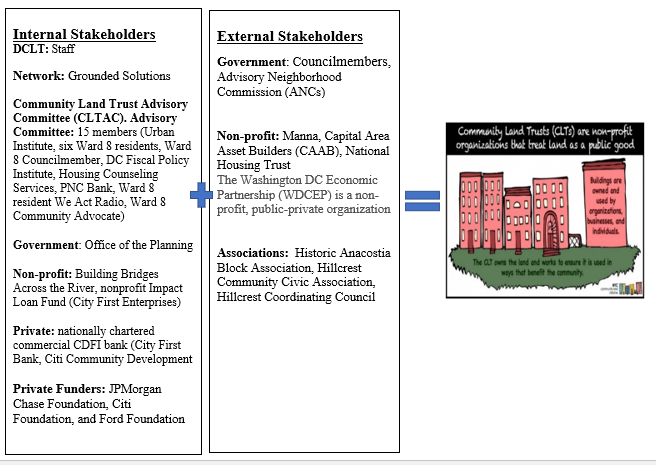 Internal Stakeholders
DCLT: Staff
Network: Grounded Solutions
Community Land Trust Advisory
Committee (CLTAC). Advisory
Committee: 15 members (Urban
Institute, six Ward 8 residents, Ward
8 Councilmember, DC Fiscal Policy
Institute, Housing Counseling
Services, PNC Bank, Ward 8
resident We Act Radio, Ward 8
Community Advocate)
Government: Office of the Planning
Non-profit: Building Bridges
Across the River, nonprofit Impact
Loan Fund (City First Enterprises)
Private: nationally chartered
commercial CDFI bank (City First
Bank, Citi Community Development
Private Funders: JPMorgan
Chase Foundation, Citi
Foundation, and Ford Foundation
External Stakeholders
Government: Councilmembers,
Advisory Neighborhood
Commission (ANCs)
Non-profit: Manna, Capital Area
Asset Builders (CAAB), National
Housing Trust
The Washington DC Economic
Partnership (WDCEP) is a non-
profit, public-private organization
Associations: Historic Anacostia
Block Association, Hillcrest
Community Civic Association,
Hillcrest Coordinating Council
Community Land Trusts (CLTs) are non-profit
organizations that treat land as a public good
Buildings are
owned and
used by
organizations,
businesses, and
individuals.
The CLT owns the land and works to ensure it is used in
ways that benefit the community.
NYC